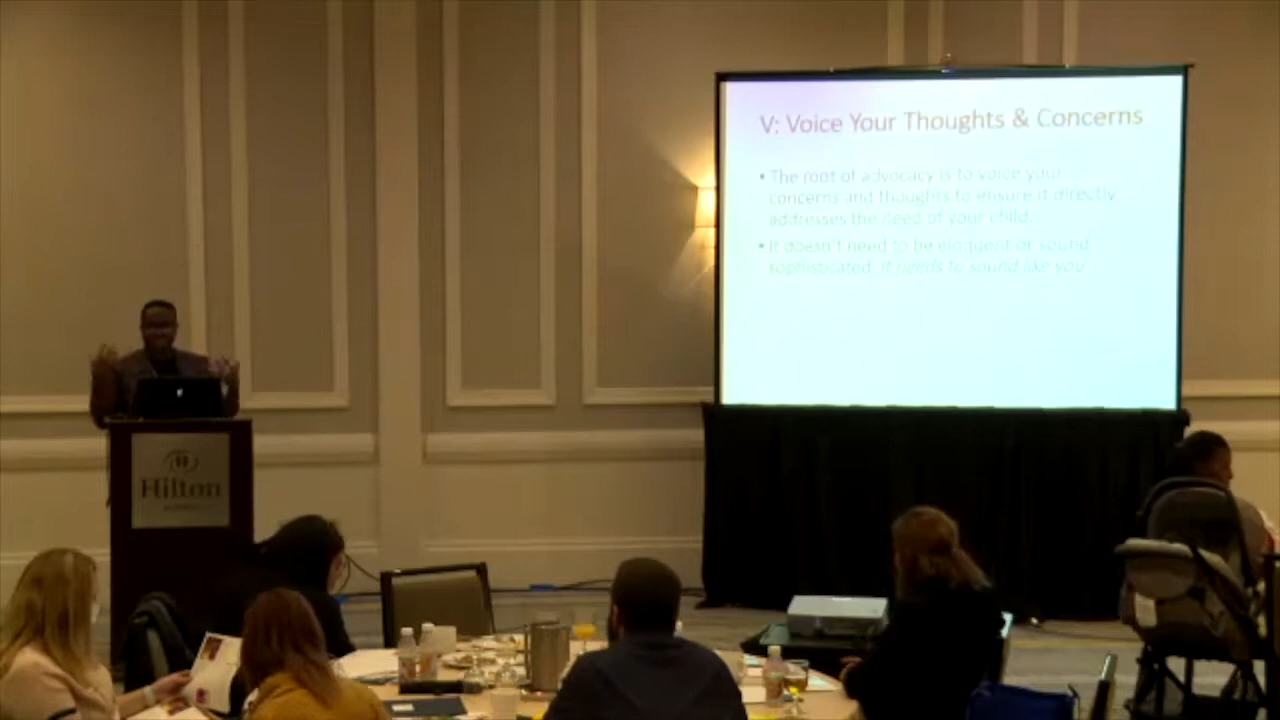 V: Voice Your Thoughts & Concerns
• The root of advocacy is to voice your
concerns and thoughts to ensure it directly
addresses the need of your child.
• It doesn't need to be eloquent or sound
sophisticated. It needs to sound like you
Hilton